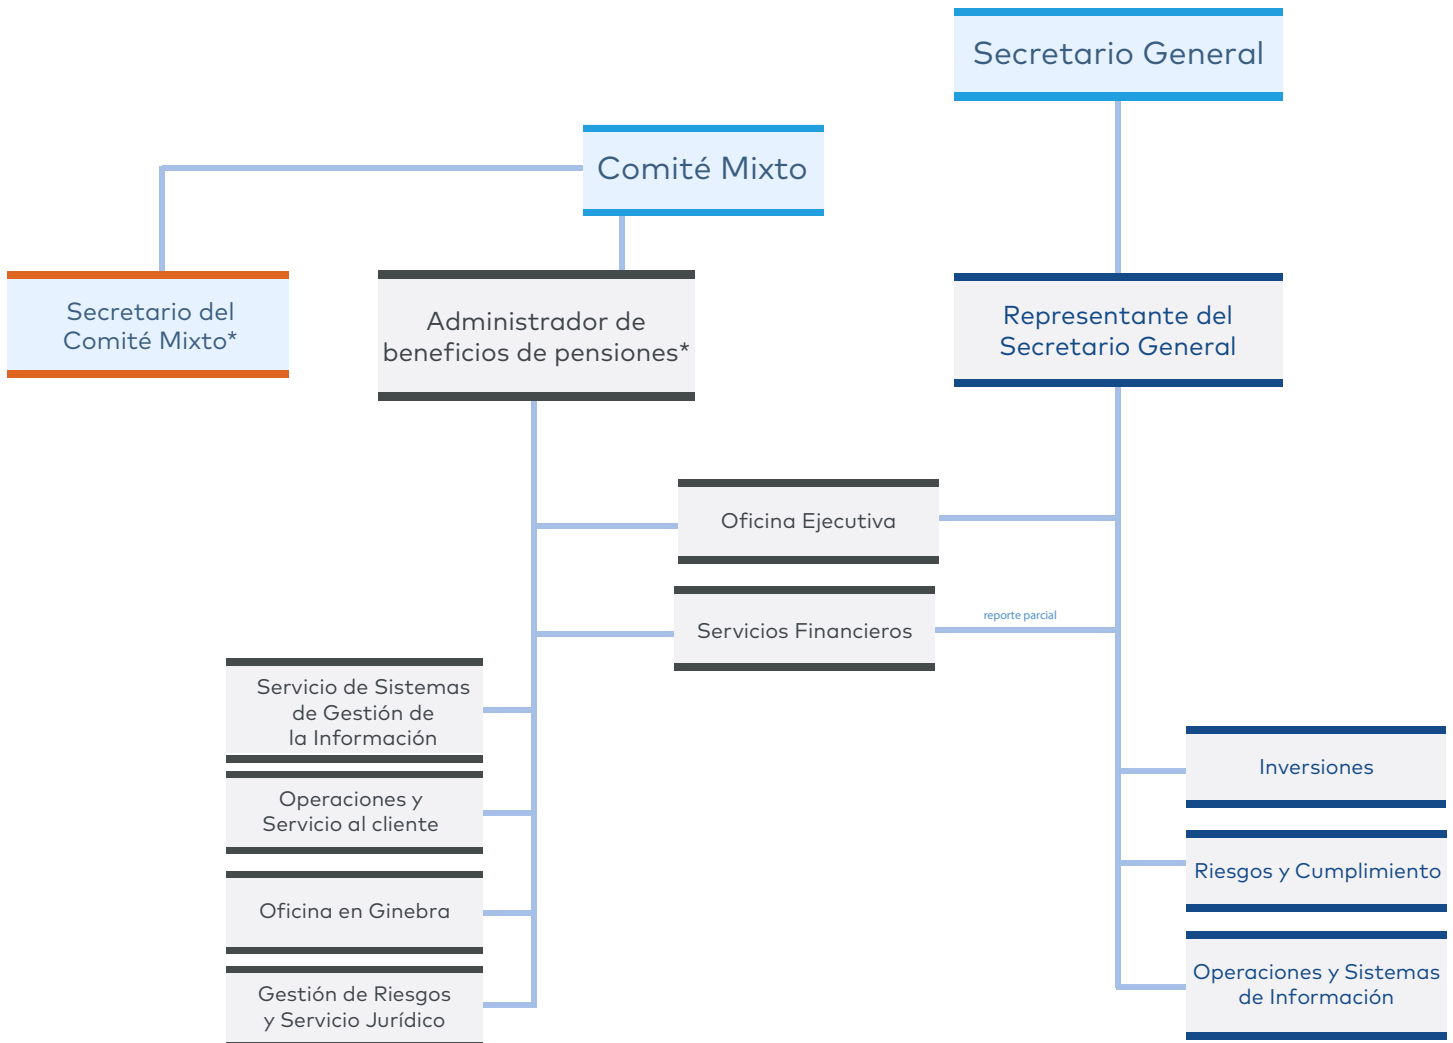 Secretario General
Comité Mixto
Secretario del
Comité Mixto*
Administrador de
beneficios de pensiones*
Representante del
Secretario General
Oficina Ejecutiva
Servicios Financieros
reporte parcial
Servicio de Sistemas
de Gestión de
la Información
Operaciones y
Servicio al cliente
Oficina en Ginebra
Gestión de Riesgos
y Servicio Jurídico
Inversiones
Riesgos y Cumplimiento
Operaciones y Sistemas
de Información